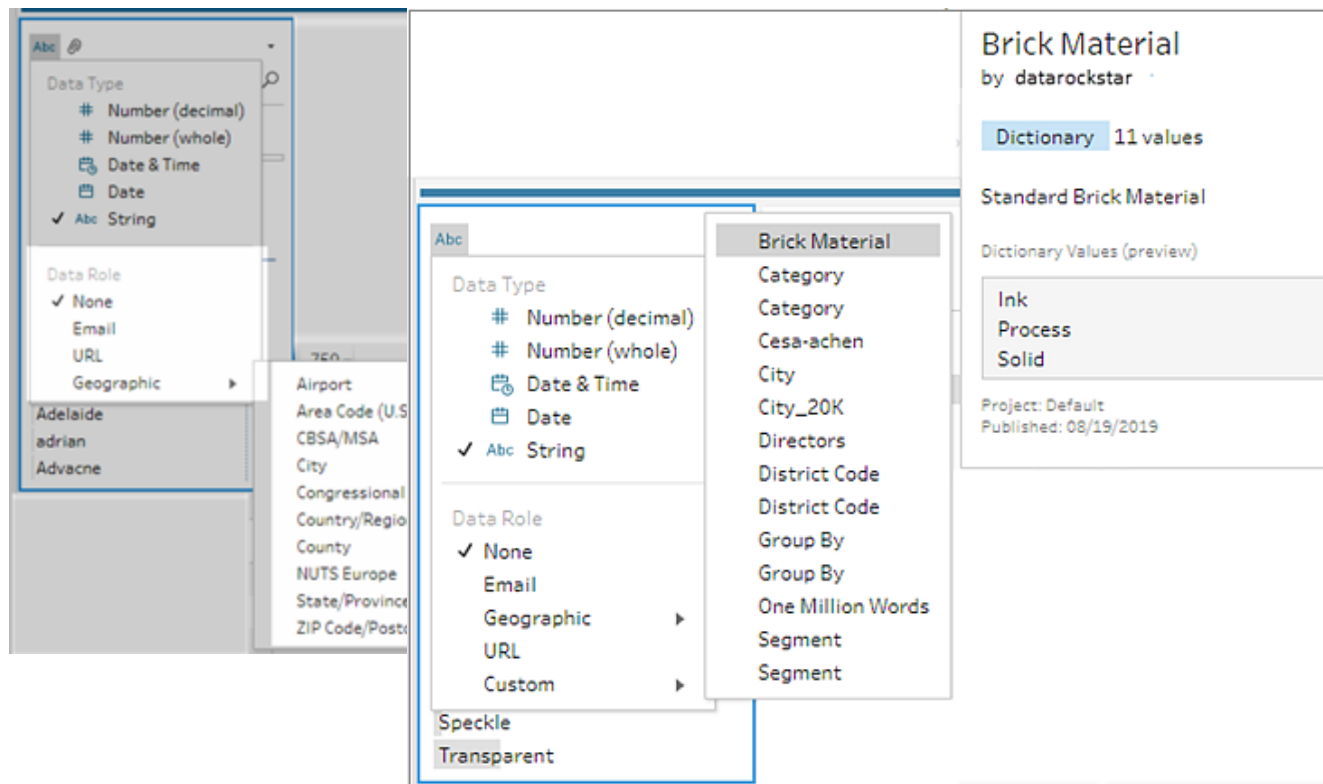 Abc
Data Type
# Number (decimal)
# Number (whole)
Date & Time
Date
✓ Abc String
Data Role
✓ None
Email
URL
Geographic
Adelaide
adrian
Advacne
750
Airport
Area Code (U.S
CBSA/MSA
City
Congressional
Country/Regio
County
NUTS Europe
State/Province
ZIP Code/Postc
Abc
Data Type
# Number (decimal)
# Number (whole)
Date & Time
Date
✓ Abc String
Data Role
✓ None
Email
Geographic
URL
Custom
Speckle
Transparent
Brick Material
Category
Category
Cesa-achen
City
City_20K
Directors
District Code
District Code
Group By
Group By
One Million Words
Segment
Segment
Brick Material
by datarockstar
Dictionary 11 values
Standard Brick Material
Dictionary Values (preview)
Ink
Process
Solid
Project: Default
Published: 08/19/2019